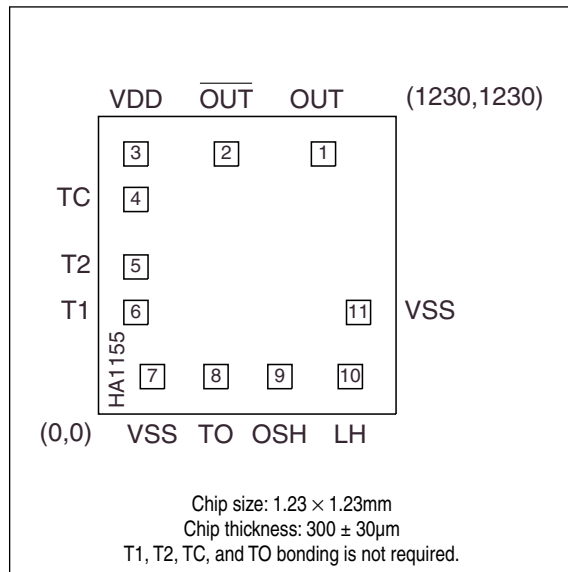 VDD OUT OUT (1230,1230)
3 2 1
TC 4
T2 5
T1 6 11 VSS
HA1155
7 8 9 10
(0,0) VSS TO OSH LH
Chip size: 1.23 × 1.23mm
Chip thickness: 300 ± 30μm
T1, T2, TC, and TO bonding is not required.